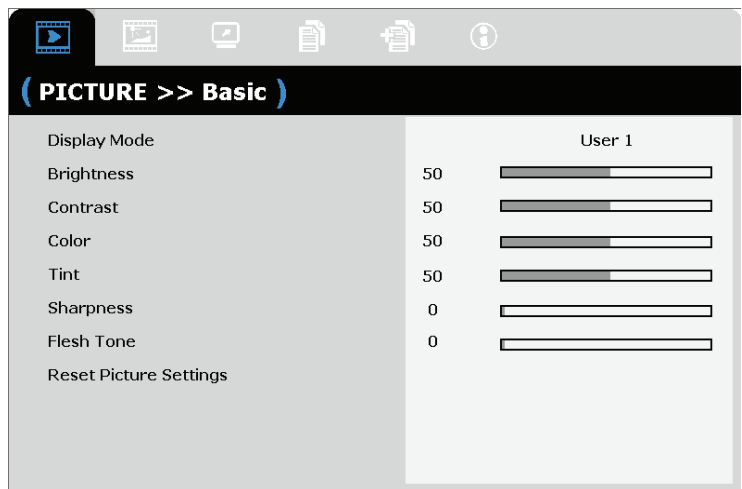 ( PICTURE >> Basic )
Display Mode User 1
Brightness 50
Contrast 50
Color 50
Tint 50
Sharpness 0
Flesh Tone 0
Reset Picture Settings